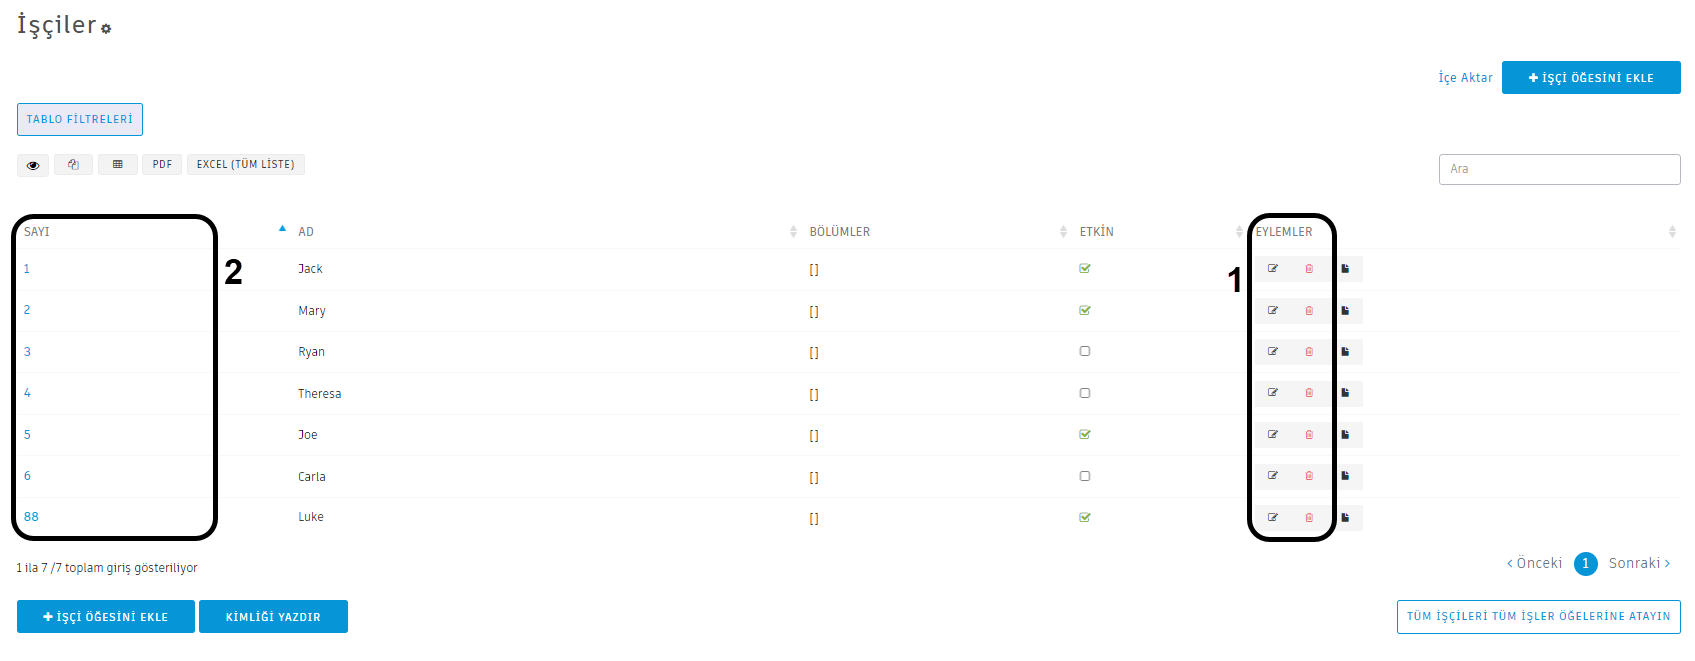 İşçiler
İçe Aktar İŞÇİ ÖĞESİNİ EKLE
TABLO FİLTRELERİ
PDF EXCEL (TÜM LİSTE) Ara
SAYI AD BÖLÜMLER ETKİN EYLEMLER
1 Jack []
2 1
2 Mary []
3 Ryan []
4 Theresa []
5 Joe []
6 Carla []
88 Luke []
1 ila 7 /7 toplam giriş gösteriliyor ‹ Önceki 1 Sonraki ›
İŞÇİ ÖĞESİNİ EKLE KİMLİĞİ YAZDIR TÜM İŞÇİLERİ TÜM İŞLER ÖĞELERİNE ATAYIN